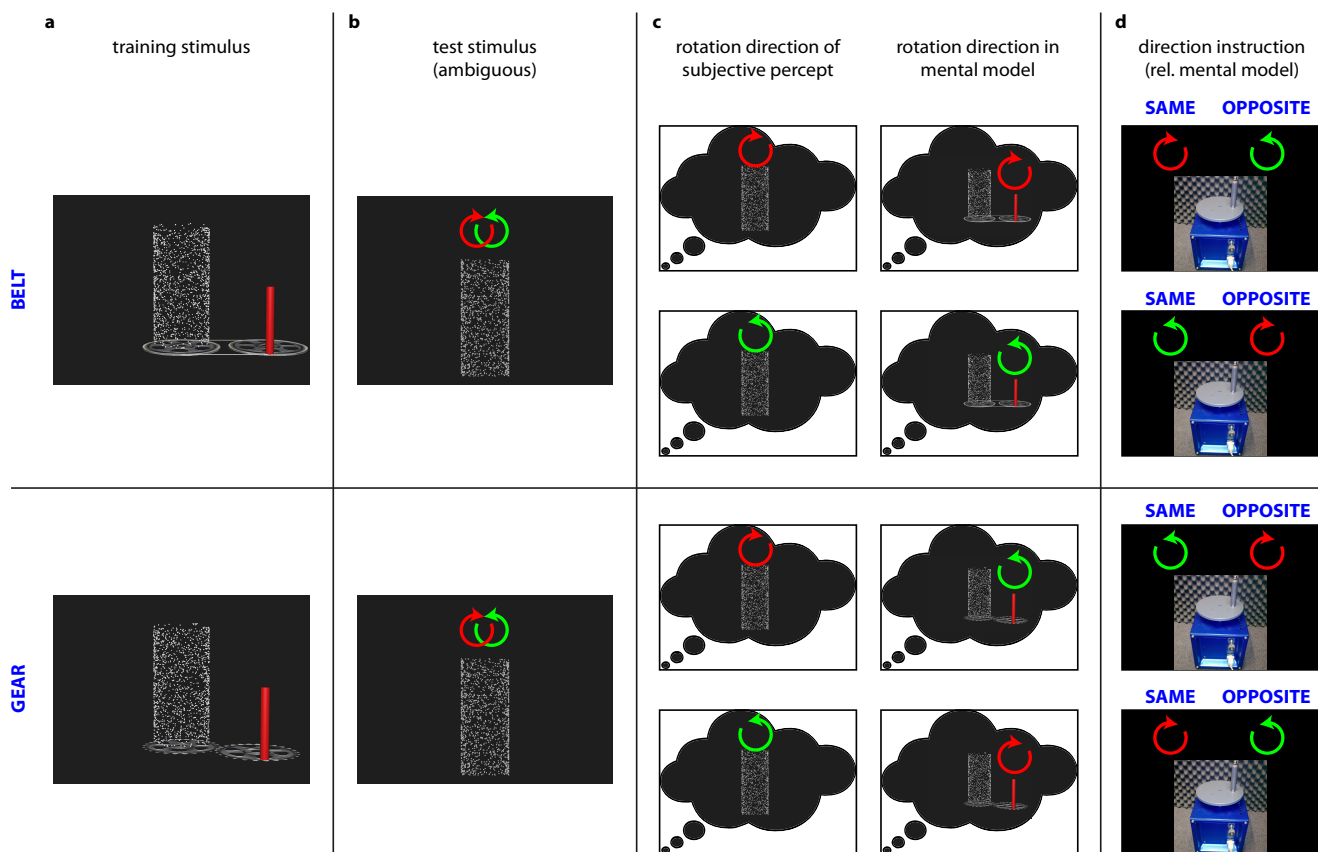 a
training stimulus
b
test stimulus
(ambiguous)
c
rotation direction of
subjective percept
rotation direction in
mental model
d
direction instruction
(rel. mental model)
BELT
SAME OPPOSITE
SAME OPPOSITE
GEAR
SAME OPPOSITE
SAME OPPOSITE